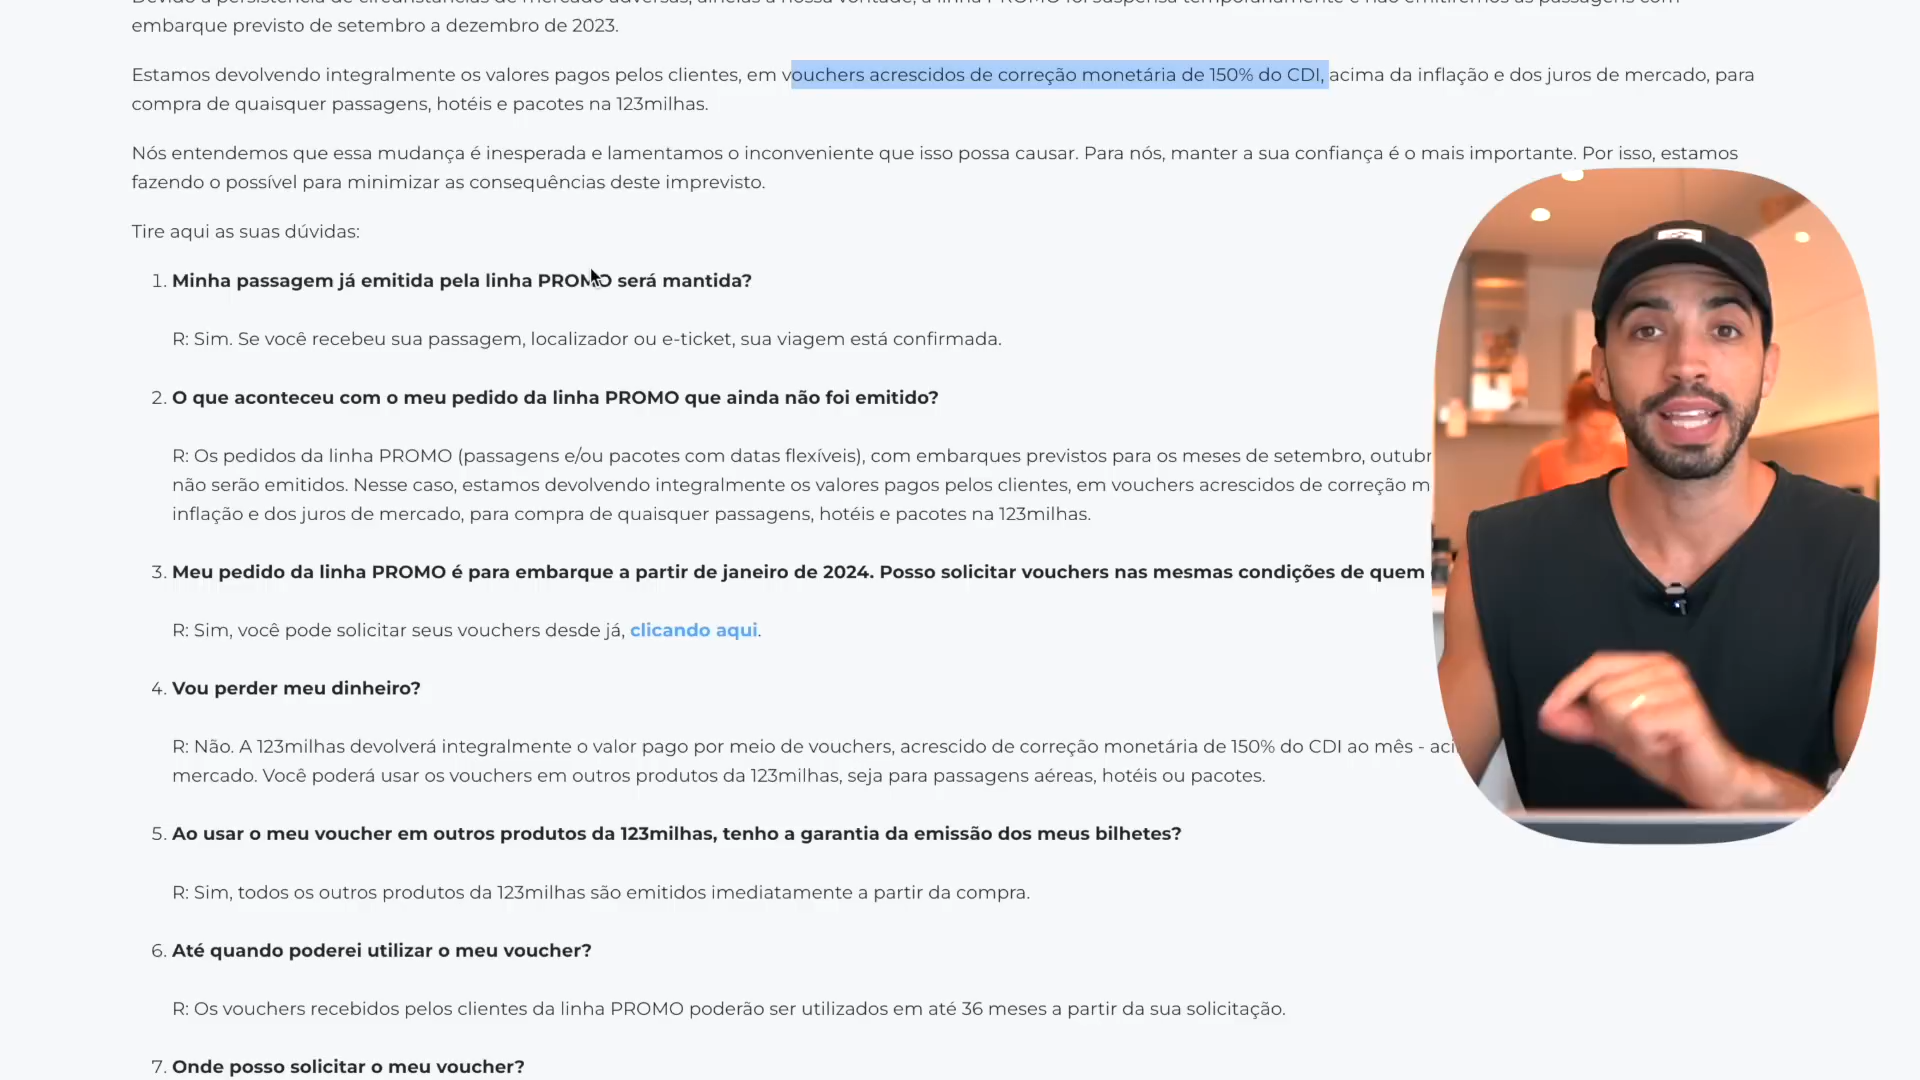 embarque previsto de setembro a dezembro de 2023.
Estamos devolvendo integralmente os valores pagos pelos clientes, em vouchers acrescidos de correção monetária de 150% do CDI, acima da inflação e dos juros de mercado, para
compra de quaisquer passagens, hotéis e pacotes na 123milhas.
Nós entendemos que essa mudança é inesperada e lamentamos o inconveniente que isso possa causar. Para nós, manter a sua confiança é o mais importante. Por isso, estamos
fazendo o possível para minimizar as consequências deste imprevisto.
Tire aqui as suas dúvidas:
1. Minha passagem já emitida pela linha PROMO será mantida?
R: Sim. Se você recebeu sua passagem, localizador ou e-ticket, sua viagem está confirmada.
2. O que aconteceu com o meu pedido da linha PROMO que ainda não foi emitido?
R: Os pedidos da linha PROMO (passagens e/ou pacotes com datas flexíveis), com embarques previstos para os meses de setembro,
não serão emitidos. Nesse caso, estamos devolvendo integralmente os valores pagos pelos clientes, em vouchers acrescidos de correção
inflação e dos juros de mercado, para compra de quaisquer passagens, hotéis e pacotes na 123milhas.
3. Meu pedido da linha PROMO é para embarque a partir de janeiro de 2024. Posso solicitar vouchers nas mesmas condições de quem
R: Sim, você pode solicitar seus vouchers desde já, clicando aqui.
4. Vou perder meu dinheiro?
R: Não. A 123milhas devolverá integralmente o valor pago por meio de vouchers, acrescido de correção monetária de 150% do CDI ao mês -
mercado. Você poderá usar os vouchers em outros produtos da 123milhas, seja para passagens aéreas, hotéis ou pacotes.
5. Ao usar o meu voucher em outros produtos da 123milhas, tenho a garantia da emissão dos meus bilhetes?
R: Sim, todos os outros produtos da 123milhas são emitidos imediatamente a partir da compra.
6. Até quando poderei utilizar o meu voucher?
R: Os vouchers recebidos pelos clientes da linha PROMO poderão ser utilizados em até 36 meses a partir da sua solicitação.
7. Onde posso solicitar o meu voucher?